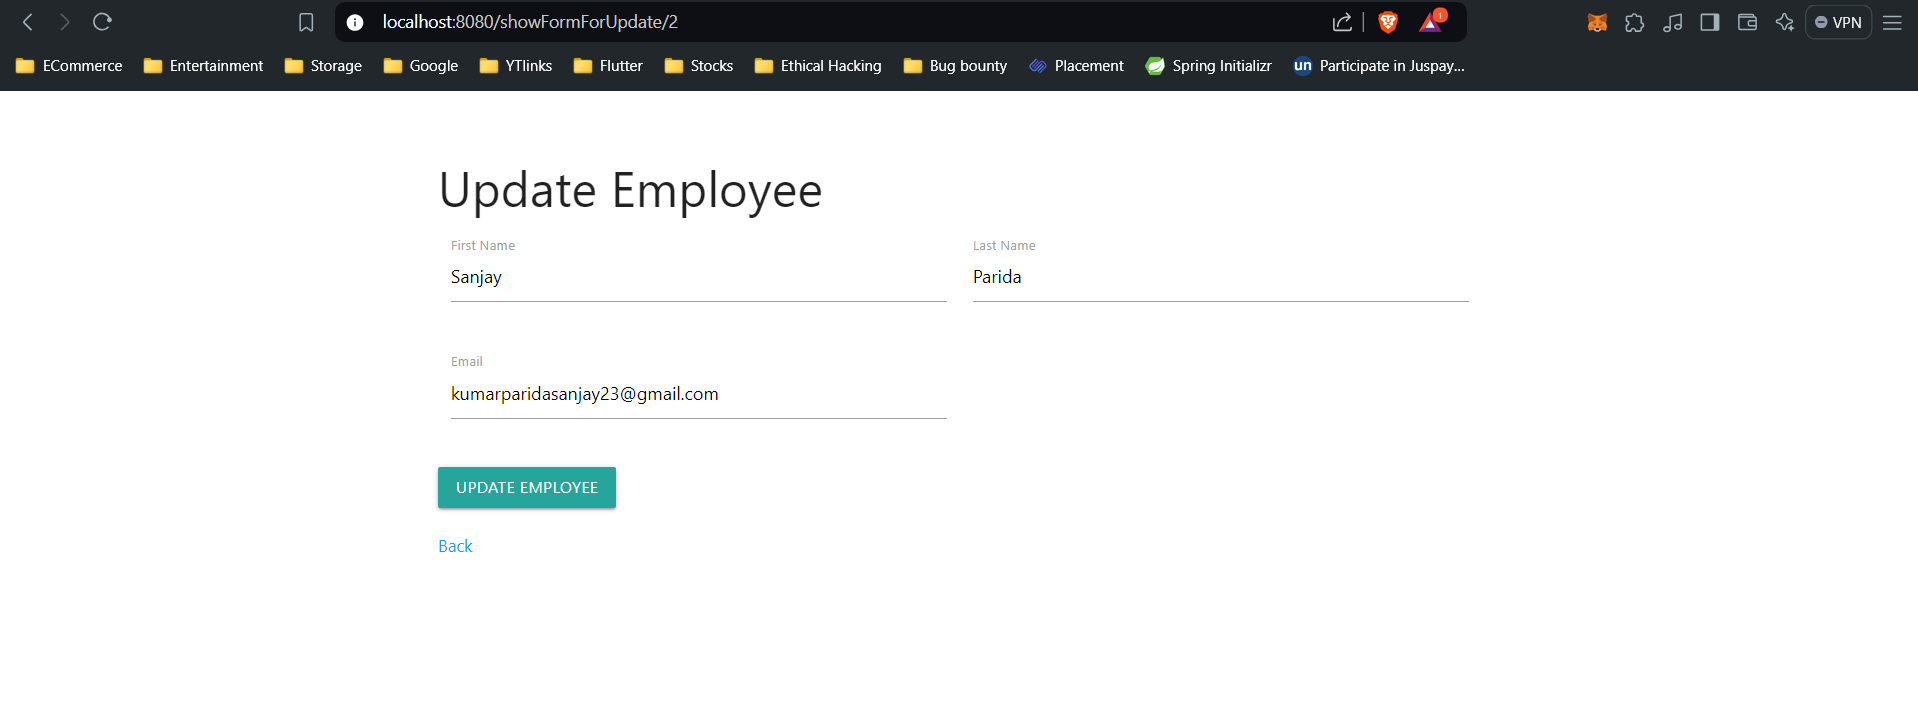 localhost:8080/showFormForUpdate/2
1
VPN
ECommerce Entertainment Storage Google YTlinks Flutter Stocks Ethical Hacking Bug bounty Placement Spring Initializr un Participate in Juspay...
Update Employee
First Name Last Name
Sanjay Parida
Email
kumarparidasanjay23@gmail.com
UPDATE EMPLOYEE
Back